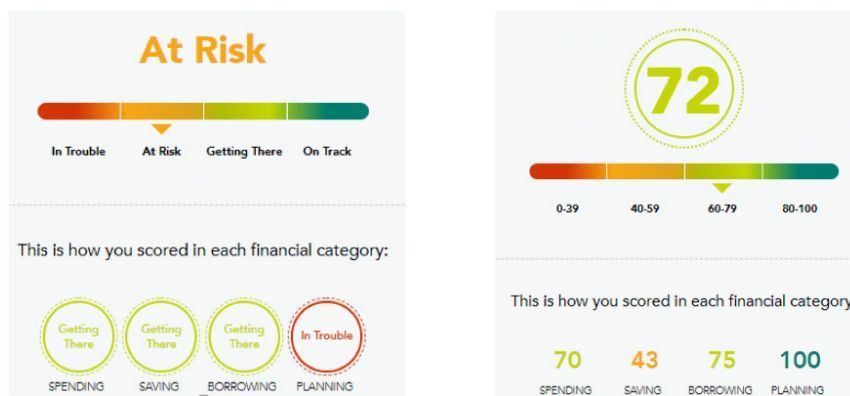 At Risk
In Trouble At Risk Getting There On Track
This is how you scored in each financial category:
Getting There
Getting There
Getting There
In Trouble
SPENDING SAVING BORROWING PLANNING
72
0-39 40-59 60-79 80-100
This is how you scored in each financial category
70 43 75 100
SPENDING SAVING BORROWING PLANNING